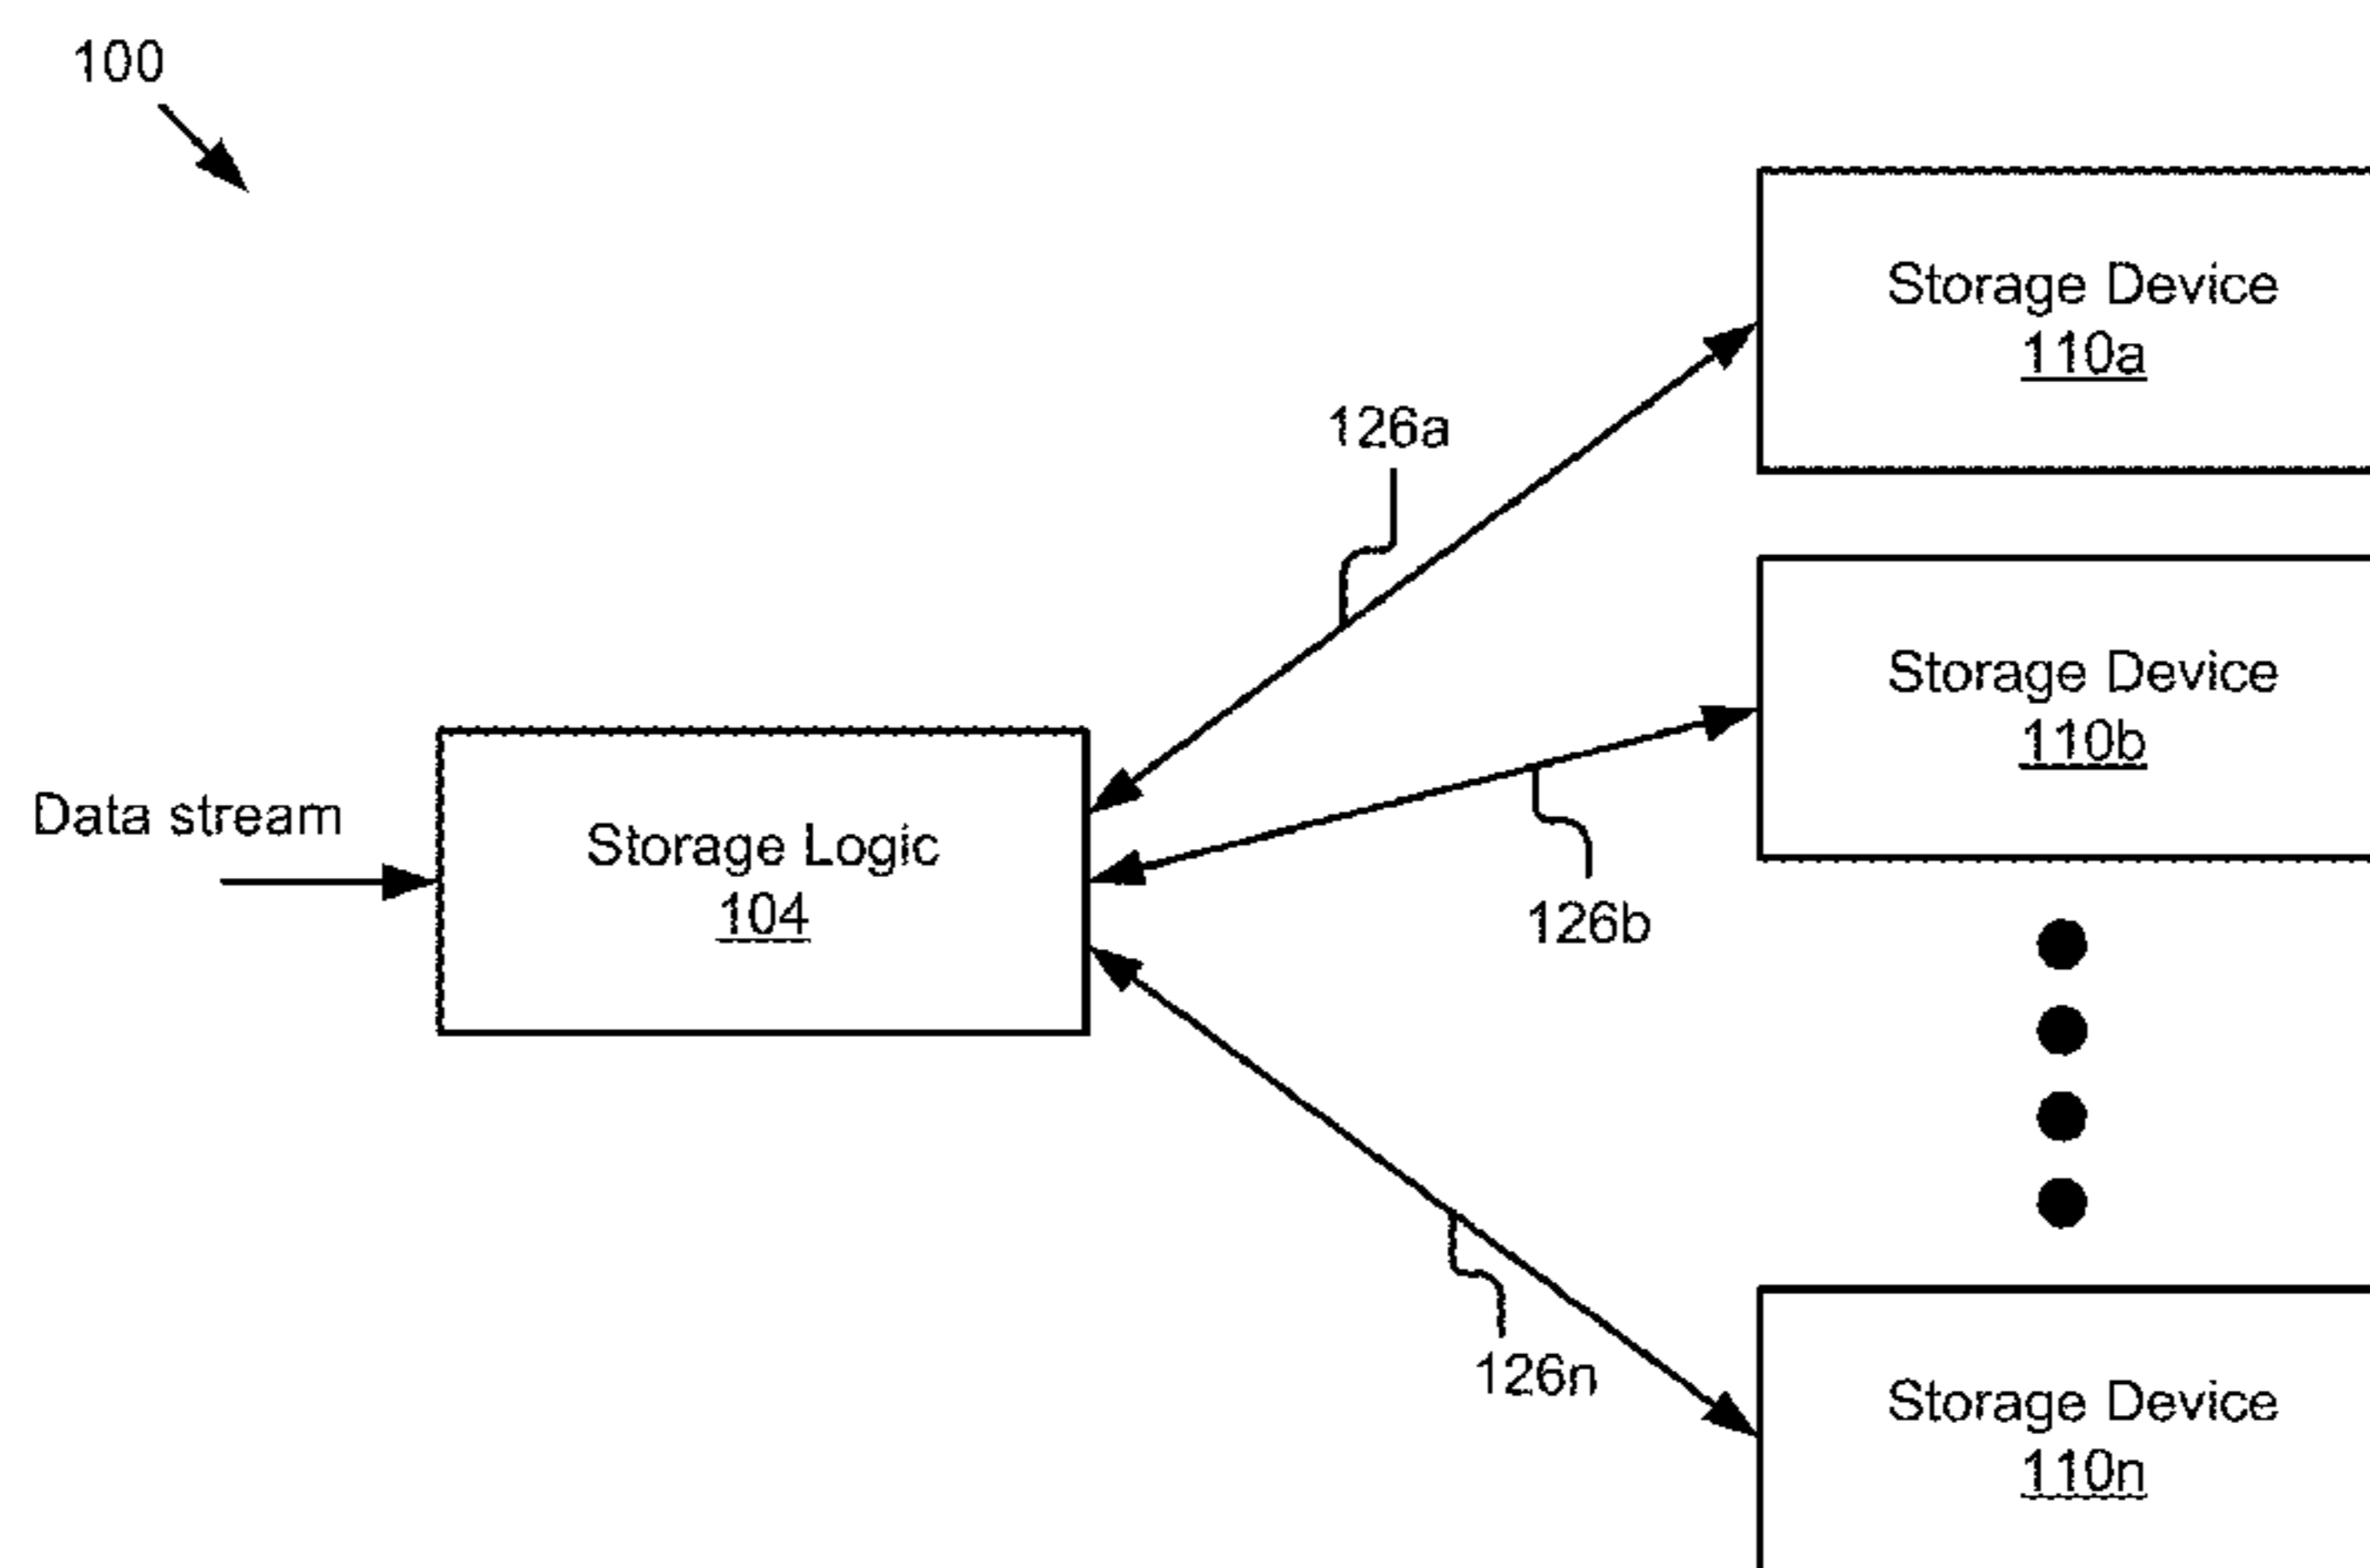 100
Storage Device
110a
126a
Storage Device
110b
Data stream
Storage Logic
104
126b
126n
Storage Device
110n